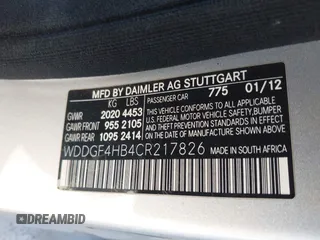 MFD BY DAIMLER AG STUTTGART
KG LBS PASSENGER CAR 775 01/12
GVWR 2020 4453
GAWR FRONT 955 2105
GAWR REAR 1095 2414
THIS VEHICLE CONFORMS TO ALL APPLICABLE
U.S. FEDERAL MOTOR VEHICLE SAFETY
BUMPER, AND THEFT PREVENTION STANDARDS
IN EFFECT ON THE DATE OF MANUFACTURE
SHOWN ABOVE
WDDGF4HB4CR217826 MADE IN SOUTH AFRICA
DREAMBID